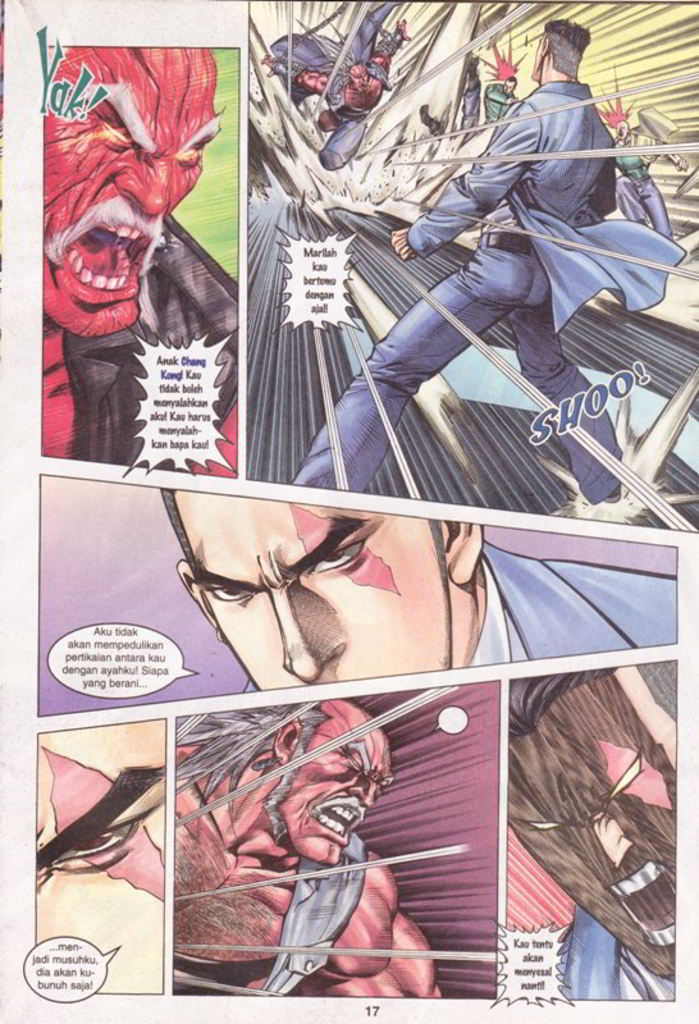 Yak!
Marilah
kau
bertemu
dengan
ajal!
Anak Chang
Kong! Kau
tidak boleh
menyalahkan
aku! Kau harus
menyalah-
kan bapa kau!
SHOO!
Aku tidak
akan mempedulikan
pertikaian antara kau
dengan ayahku! Siapa
yang berani...
...men-
jadi musuhku,
dia akan ku-
bunuh saja!
Kau tentu
akan
menyesal
nanti!
17